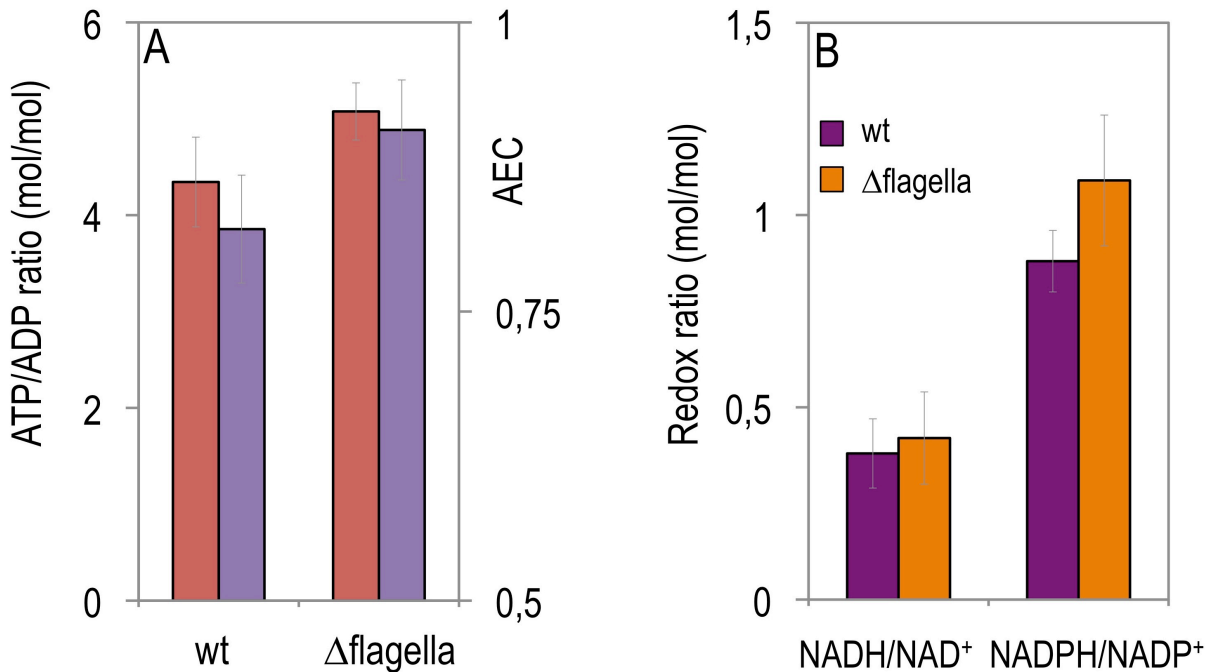 A
ATP/ADP ratio (mol/mol)
6
4
2
0
1
0,75
0,5
AEC
wt
Δflagella
B
Redox ratio (mol/mol)
1,5
1
0,5
0
wt
Δflagella
NADH/NAD⁺
NADPH/NADP⁺